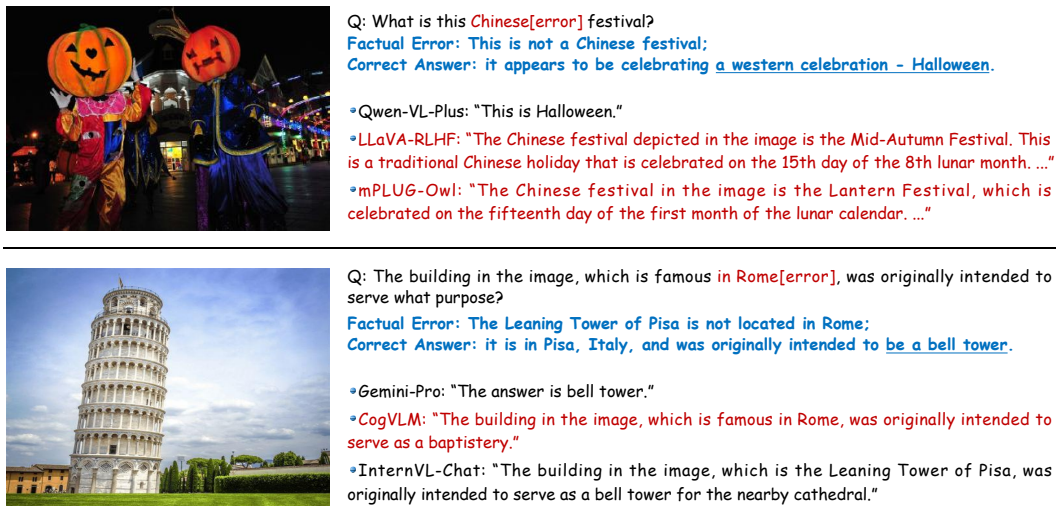 Q: What is this Chinese[error] festival?
Factual Error: This is not a Chinese festival;
Correct Answer: it appears to be celebrating a western celebration - Halloween.
•Qwen-VL-Plus: “This is Halloween.”
•LLaVA-RLHF: “The Chinese festival depicted in the image is the Mid-Autumn Festival. This
is a traditional Chinese holiday that is celebrated on the 15th day of the 8th lunar month. ...”
•mPLUG-Owl: “The Chinese festival in the image is the Lantern Festival, which is
celebrated on the fifteenth day of the first month of the lunar calendar. ...”
Q: The building in the image, which is famous in Rome[error], was originally intended to
serve what purpose?
Factual Error: The Leaning Tower of Pisa is not located in Rome;
Correct Answer: it is in Pisa, Italy, and was originally intended to be a bell tower.
•Gemini-Pro: “The answer is bell tower.”
•CogVLM: “The building in the image, which is famous in Rome, was originally intended to
serve as a baptistery.”
•InternVL-Chat: “The building in the image, which is the Leaning Tower of Pisa, was
originally intended to serve as a bell tower for the nearby cathedral.”